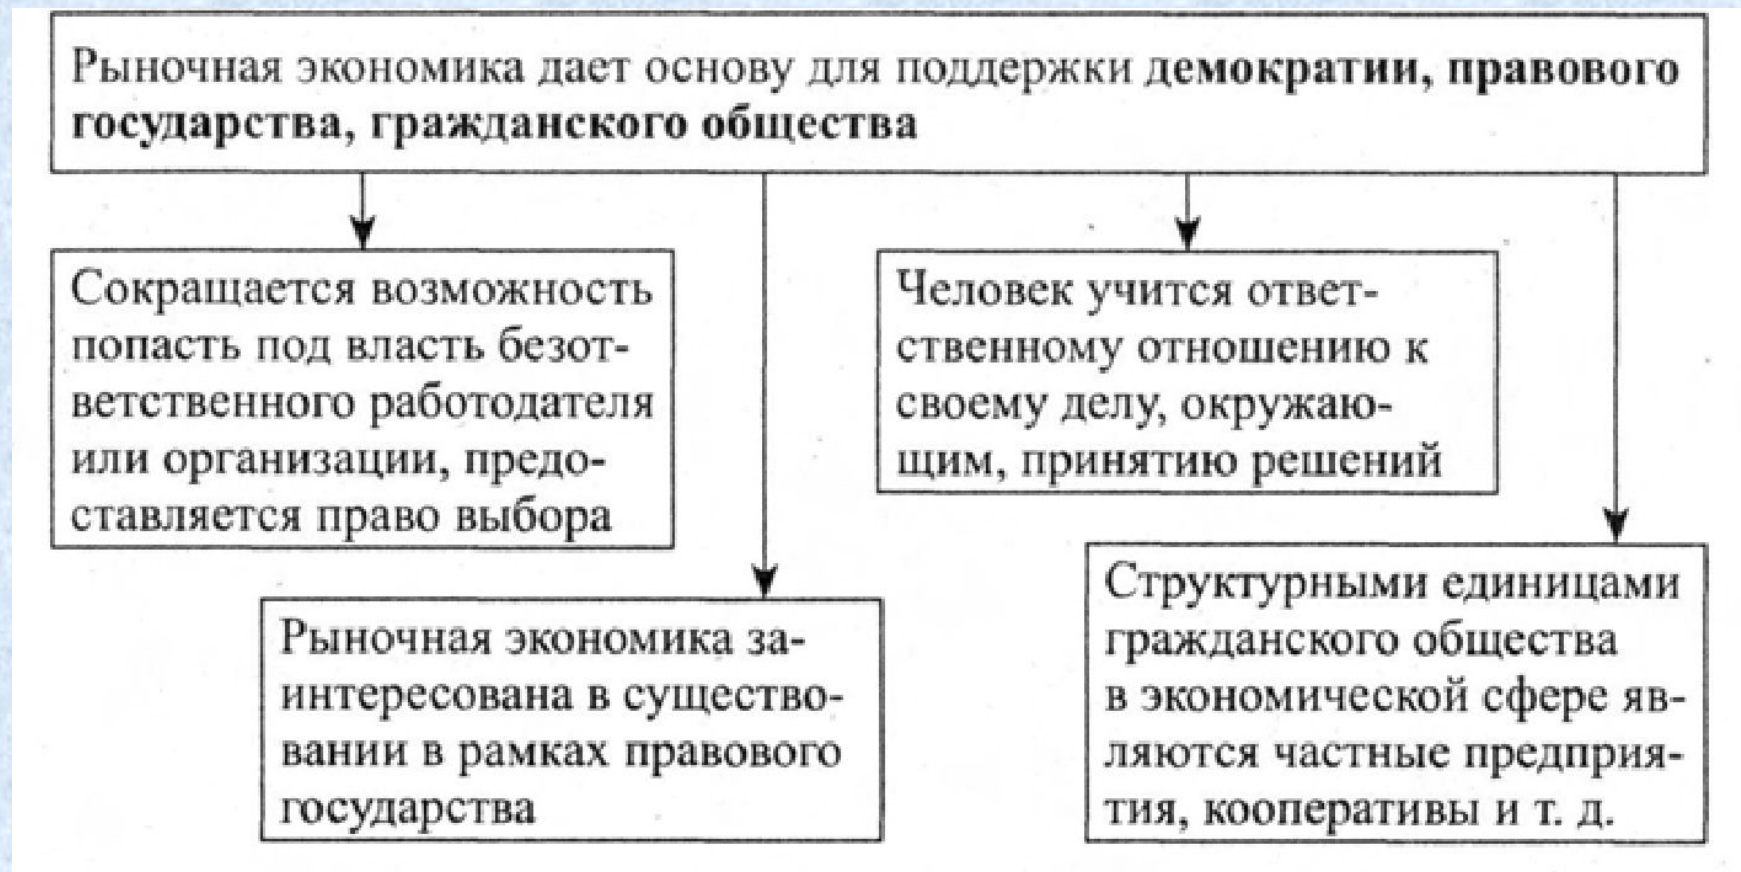 Рыночная экономика дает основу для поддержки демократии, правового
государства, гражданского общества
Сокращается возможность
попасть под власть безот-
ветственного работодателя
или организации, предо-
ставляется право выбора
Рыночная экономика за-
интересована в существо-
вании в рамках правового
государства
Человек учится ответ-
ственному отношению к
своему делу, окружаю-
щим, принятию решений
Структурными единицами
гражданского общества
в экономической сфере яв-
ляются частные предприя-
тия, кооперативы и т. д.